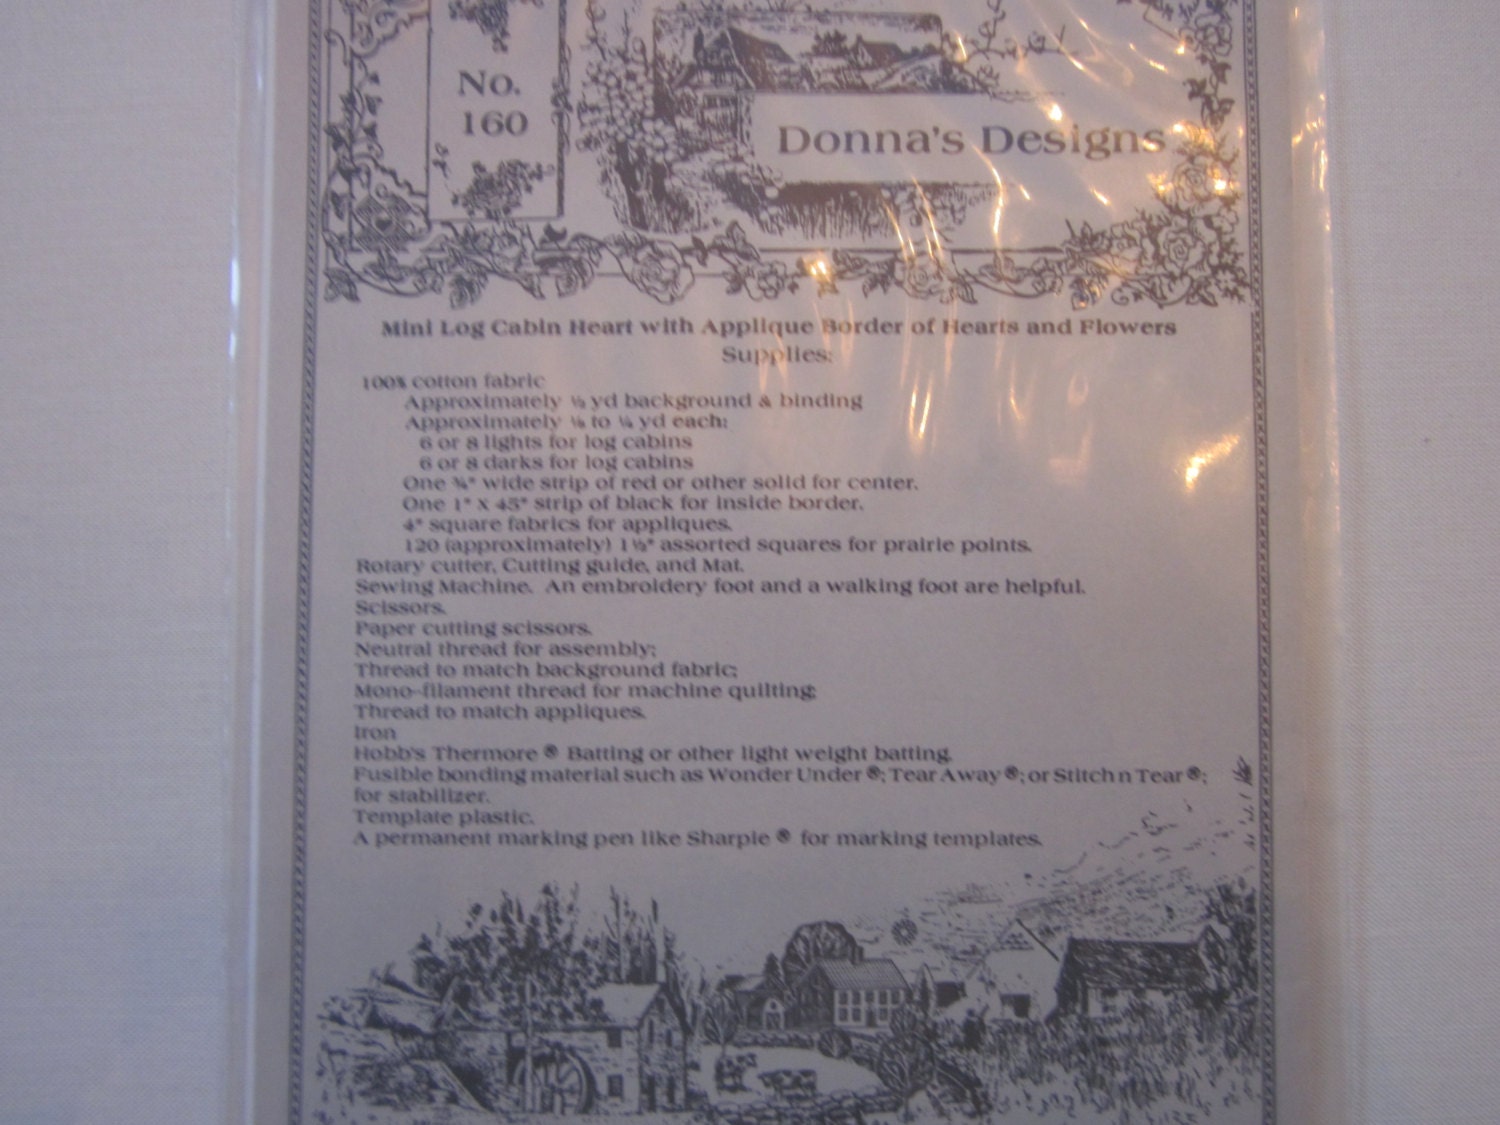 No.
160
Donna's Designs
Mini Log Cabin Heart with Applique Border of Hearts and Flowers
Supplies:
100% cotton fabric
Approximately ½ yd background & binding
Approximately ⅛ to ¼ yd each:
6 or 8 lights for log cabins
6 or 8 darks for log cabins
One ¾" wide strip of red or other solid for center.
One 1" x 45" strip of black for inside border.
4" square fabrics for appliques.
120 (approximately) 1½" assorted squares for prairie points.
Rotary cutter, Cutting guide, and Mat.
Sewing Machine. An embroidery foot and a walking foot are helpful.
Scissors.
Paper cutting scissors.
Neutral thread for assembly;
Thread to match background fabric;
Mono-filament thread for machine quilting;
Thread to match appliques.
Iron
Hobb's Thermore ® Batting or other light weight batting.
Fusible bonding material such as Wonder Under ®; Tear Away ®; or Stitch n Tear ®;
for stabilizer.
Template plastic.
A permanent marking pen like Sharpie ® for marking templates.